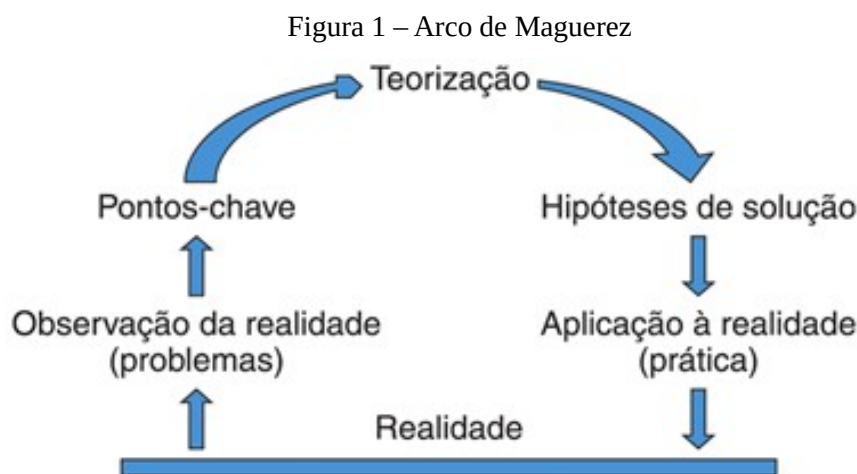 Figura 1 – Arco de Maguerez
Teorização
Pontos-chave
Hipóteses de solução
Observação da realidade
(problemas)
Aplicação à realidade
(prática)
Realidade